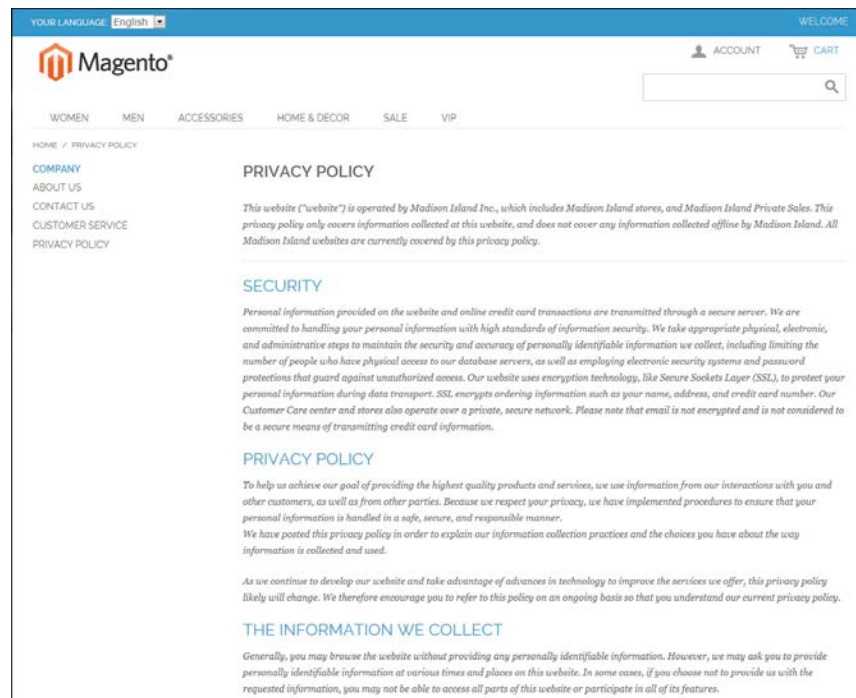 YOUR LANGUAGE: English
WELCOME
Magento®
ACCOUNT
CART
WOMEN MEN ACCESSORIES HOME & DECOR SALE VIP
HOME / PRIVACY POLICY
COMPANY
ABOUT US
CONTACT US
CUSTOMER SERVICE
PRIVACY POLICY
PRIVACY POLICY
This website ("website") is operated by Madison Island Inc., which includes Madison Island stores, and Madison Island Private Sales. This
privacy policy only covers information collected at this website, and does not cover any information collected offline by Madison Island. All
Madison Island websites are currently covered by this privacy policy.
SECURITY
Personal information provided on the website and online credit card transactions are transmitted through a secure server. We are
committed to handling your personal information with high standards of information security. We take appropriate physical, electronic,
and administrative steps to maintain the security and accuracy of personally identifiable information we collect, including limiting the
number of people who have physical access to our database servers, as well as employing electronic security systems and password
protections that guard against unauthorized access. Our website uses encryption technology, like Secure Sockets Layer (SSL), to protect your
personal information during data transport. SSL encrypts ordering information such as your name, address, and credit card number. Our
Customer Care center and stores also operate over a private, secure network. Please note that email is not encrypted and is not considered to
be a secure means of transmitting credit card information.
PRIVACY POLICY
To help us achieve our goal of providing the highest quality products and services, we use information from our interactions with you and
other customers, as well as from other parties. Because we respect your privacy, we have implemented procedures to ensure that your
personal information is handled in a safe, secure, and responsible manner.
We have posted this privacy policy in order to explain our information collection practices and the choices you have about the way
information is collected and used.
As we continue to develop our website and take advantage of advances in technology to improve the services we offer, this privacy policy
likely will change. We therefore encourage you to refer to this policy on an ongoing basis so that you understand our current privacy policy.
THE INFORMATION WE COLLECT
Generally, you may browse the website without providing any personally identifiable information. However, we may ask you to provide
personally identifiable information at various times and places on this website. In some cases, if you choose not to provide us with the
requested information, you may not be able to access all parts of this website or participate in all of its features.